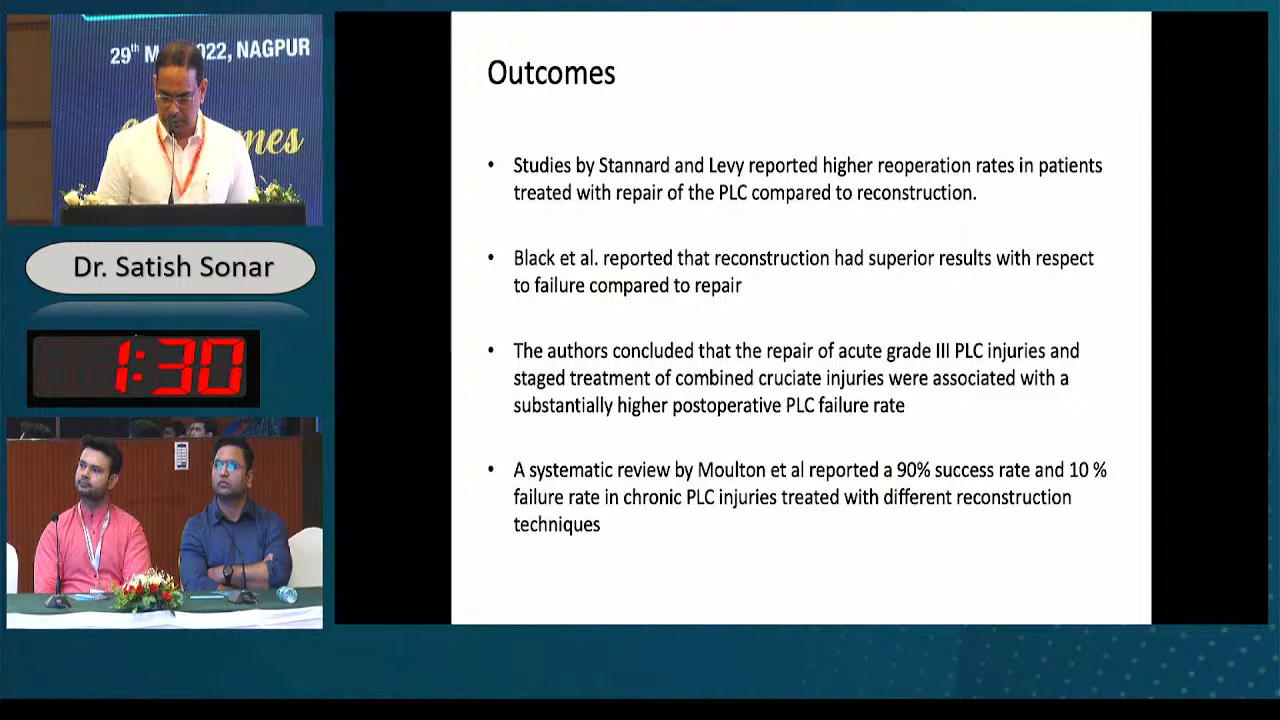 29th M 022, NAGPUR
mes
Dr. Satish Sonar
1:30
Outcomes
• Studies by Stannard and Levy reported higher reoperation rates in patients
treated with repair of the PLC compared to reconstruction.
• Black et al. reported that reconstruction had superior results with respect
to failure compared to repair
• The authors concluded that the repair of acute grade III PLC injuries and
staged treatment of combined cruciate injuries were associated with a
substantially higher postoperative PLC failure rate
• A systematic review by Moulton et al reported a 90% success rate and 10 %
failure rate in chronic PLC injuries treated with different reconstruction
techniques